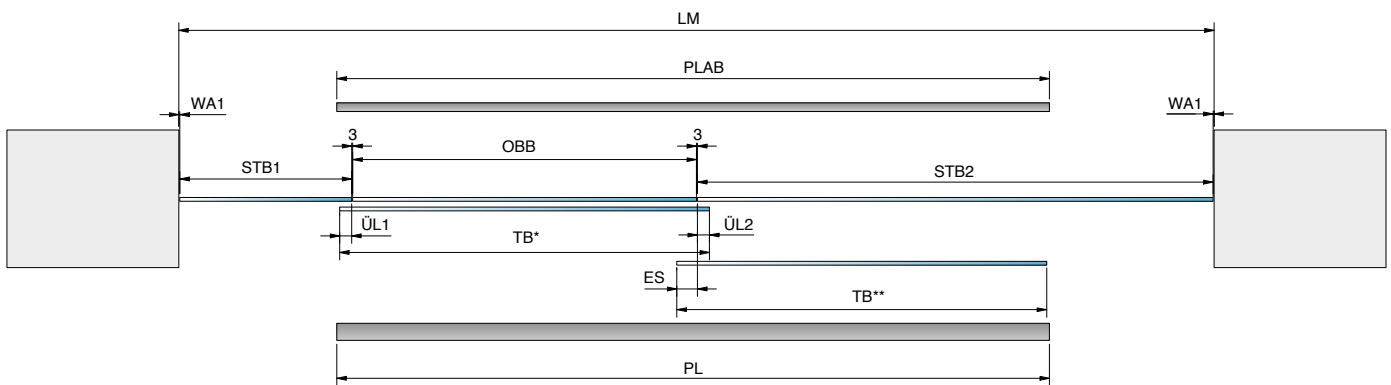 LM
PLAB
WA1
WA1
3
3
OBB
STB1
STB2
ÜL1
ÜL2
TB*
ES
TB**
PL